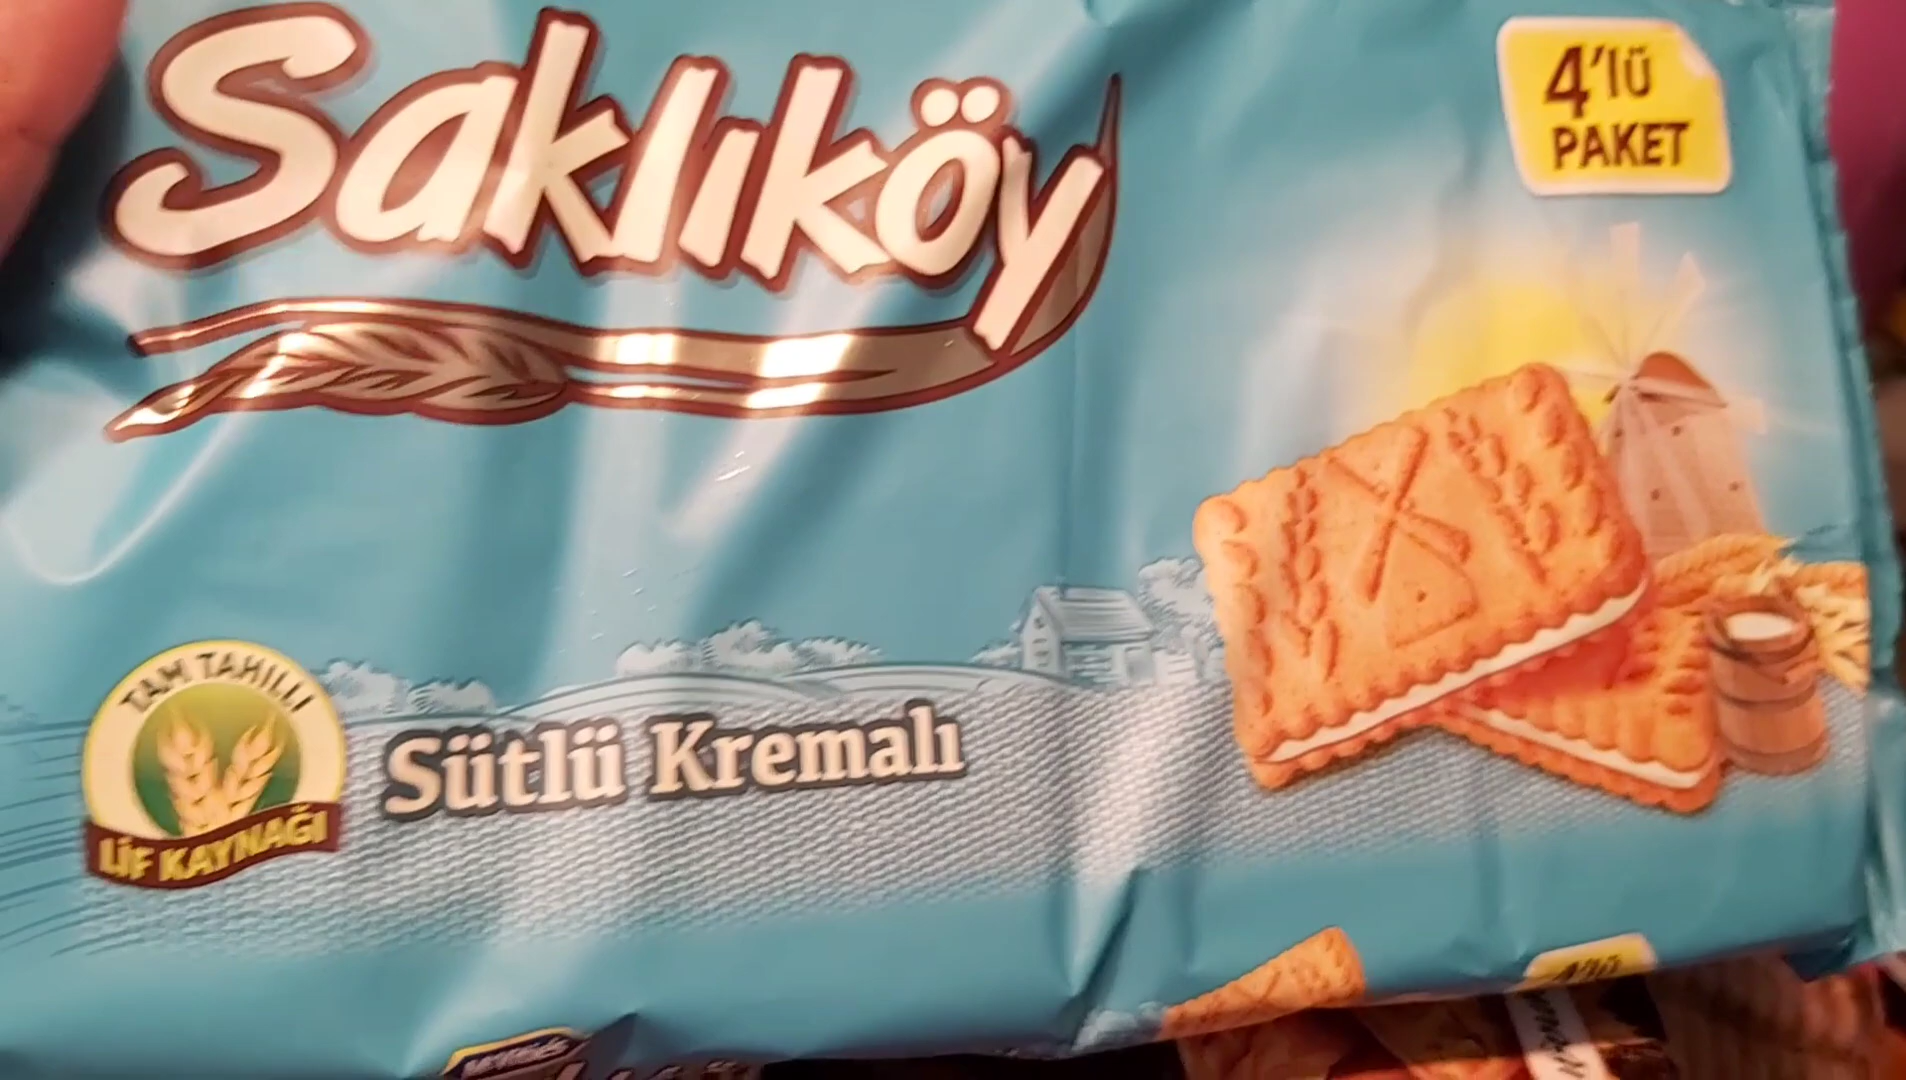 Saklıköy
4'lü
PAKET
TAM TAHILLI
LİF KAYNAĞI
Sütlü Kremalı